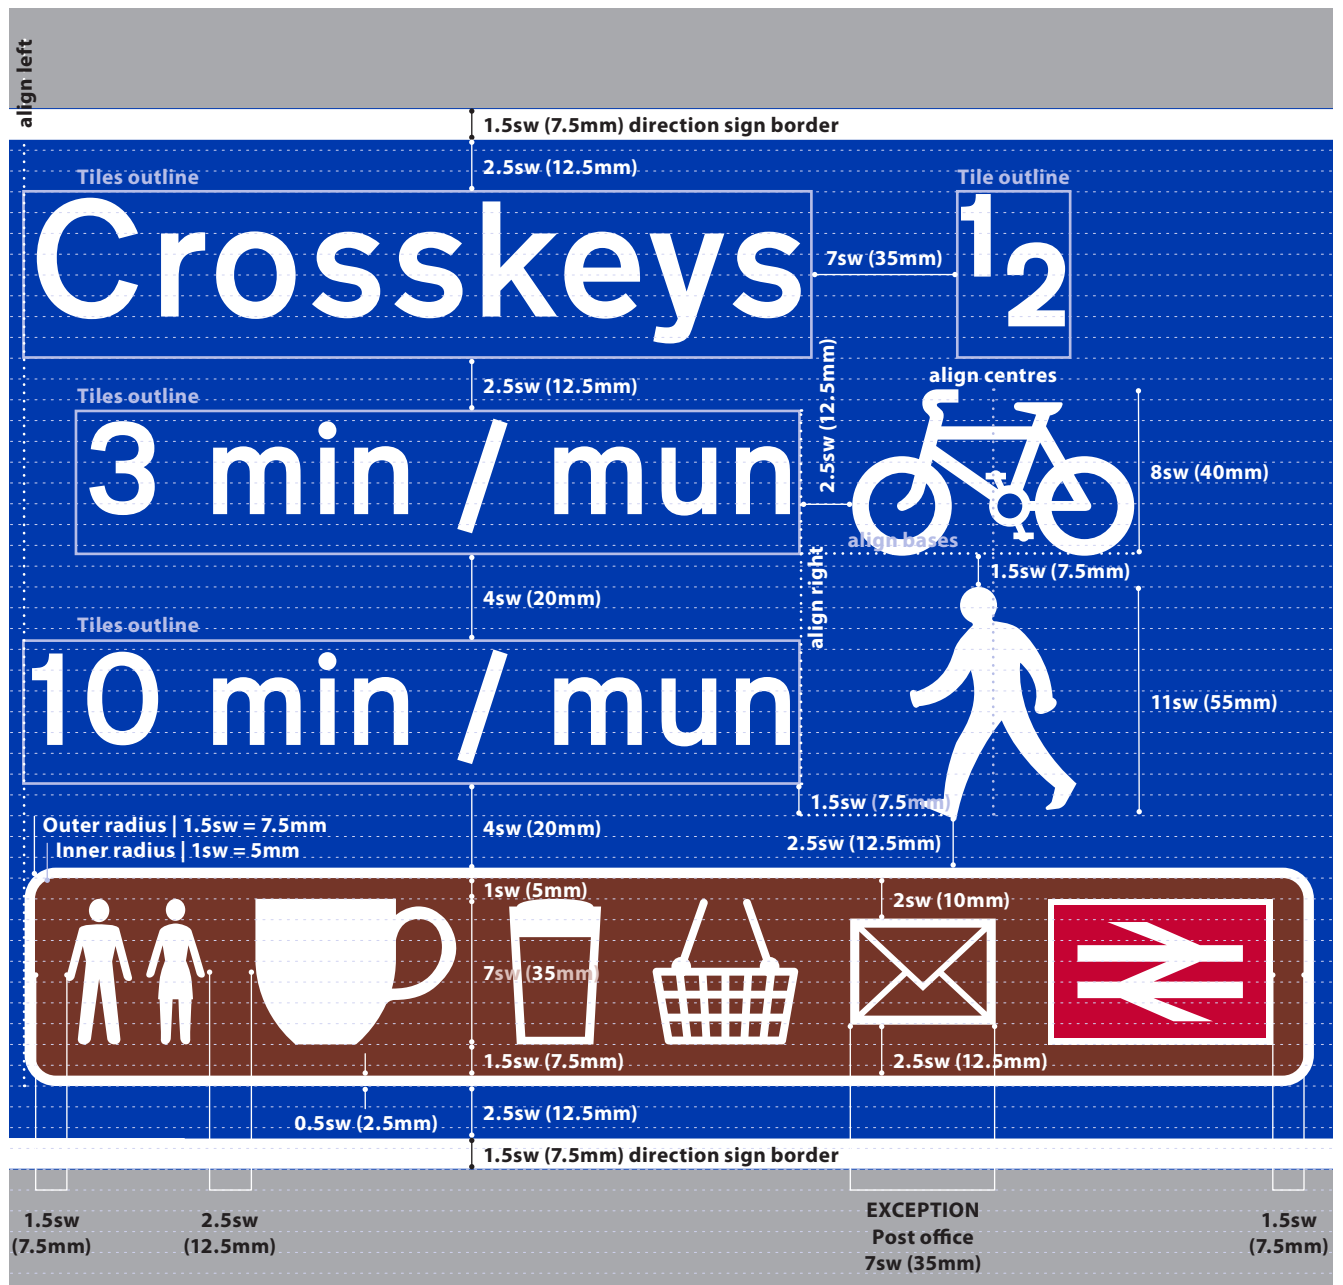 align left
1.5sw (7.5mm) direction sign border
2.5sw (12.5mm)
Tiles outline
Tile outline
Crosskeys
1
2
7sw (35mm)
2.5sw (12.5mm)
2.5sw (12.5mm)
align centres
Tiles outline
3 min / mun
8sw (40mm)
align bases
1.5sw (7.5mm)
4sw (20mm)
align right
Tiles outline
10 min / mun
11sw (55mm)
1.5sw (7.5mm)
Outer radius | 1.5sw = 7.5mm
4sw (20mm)
2.5sw (12.5mm)
Inner radius | 1sw = 5mm
1sw (5mm)
2sw (10mm)
7sw (35mm)
1.5sw (7.5mm)
2.5sw (12.5mm)
0.5sw (2.5mm)
2.5sw (12.5mm)
1.5sw (7.5mm) direction sign border
1.5sw
(7.5mm)
2.5sw
(12.5mm)
EXCEPTION
Post office
7sw (35mm)
1.5sw
(7.5mm)